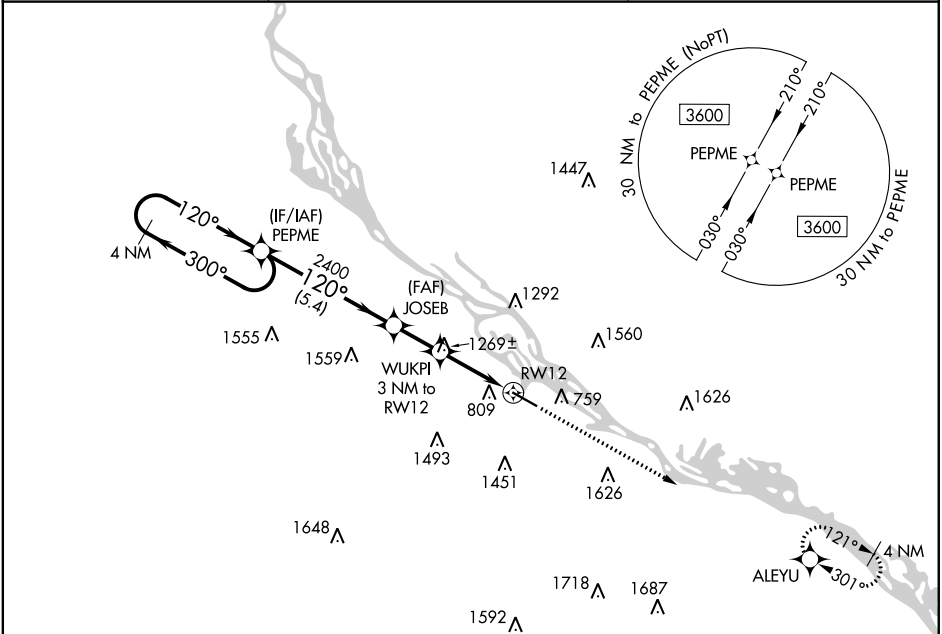 30 NM to PEPME (NoPT)
210°
210°
3600
PEPME
PEPME
3600
030°
030°
30 NM to PEPME
1447
120°
(IF/IAF)
PEPME
4 NM
300°
2400
120°
(5.4)
(FAF)
JOSEB
1292
1555
1559
1269±
1560
WUKPI
3 NM to
RW12
RW12
809
759
1626
1493
1451
1626
1648
121°
4 NM
ALEYU
301°
1718
1687
1592